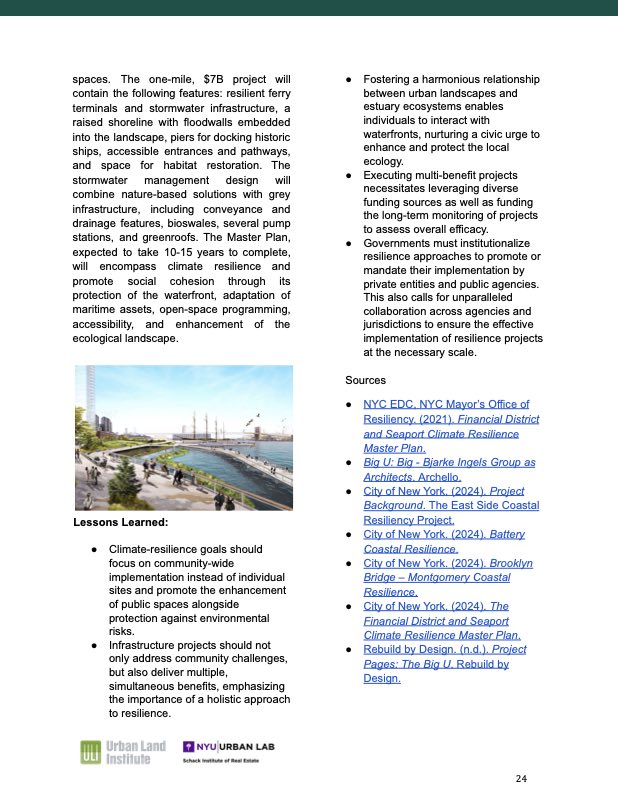 spaces. The one-mile, $7B project will
contain the following features: resilient ferry
terminals and stormwater infrastructure, a
raised shoreline with floodwalls embedded
into the landscape, piers for docking historic
ships, accessible entrances and pathways,
and space for habitat restoration. The
stormwater management design will
combine nature-based solutions with grey
infrastructure, including conveyance and
drainage features, bioswales, several pump
stations, and greenroofs. The Master Plan,
expected to take 10-15 years to complete,
will encompass climate resilience and
promote social cohesion through its
protection of the waterfront, adaptation of
maritime assets, open-space programming,
accessibility, and enhancement of the
ecological landscape.
Lessons Learned:
● Climate-resilience goals should
focus on community-wide
implementation instead of individual
sites and promote the enhancement
of public spaces alongside
protection against environmental
risks.
● Infrastructure projects should not
only address community challenges,
but also deliver multiple,
simultaneous benefits, emphasizing
the importance of a holistic approach
to resilience.
● Fostering a harmonious relationship
between urban landscapes and
estuary ecosystems enables
individuals to interact with
waterfronts, nurturing a civic urge to
enhance and protect the local
ecology.
● Executing multi-benefit projects
necessitates leveraging diverse
funding sources as well as funding
the long-term monitoring of projects
to assess overall efficacy.
● Governments must institutionalize
resilience approaches to promote or
mandate their implementation by
private entities and public agencies.
This also calls for unparalleled
collaboration across agencies and
jurisdictions to ensure the effective
implementation of resilience projects
at the necessary scale.
Sources
● NYC EDC, NYC Mayor's Office of
Resiliency. (2021). Financial District
and Seaport Climate Resilience
Master Plan.
● Big U: Big - Bjarke Ingels Group as
Architects. Archello.
● City of New York. (2024). Project
Background. The East Side Coastal
Resiliency Project.
● City of New York. (2024). Battery
Coastal Resilience.
● City of New York. (2024). Brooklyn
Bridge – Montgomery Coastal
Resilience.
● City of New York. (2024). The
Financial District and Seaport
Climate Resilience Master Plan.
● Rebuild by Design. (n.d.). Project
Pages: The Big U. Rebuild by
Design.
ULI Urban Land
Institute
NYU URBAN LAB
Schack Institute of Real Estate
24